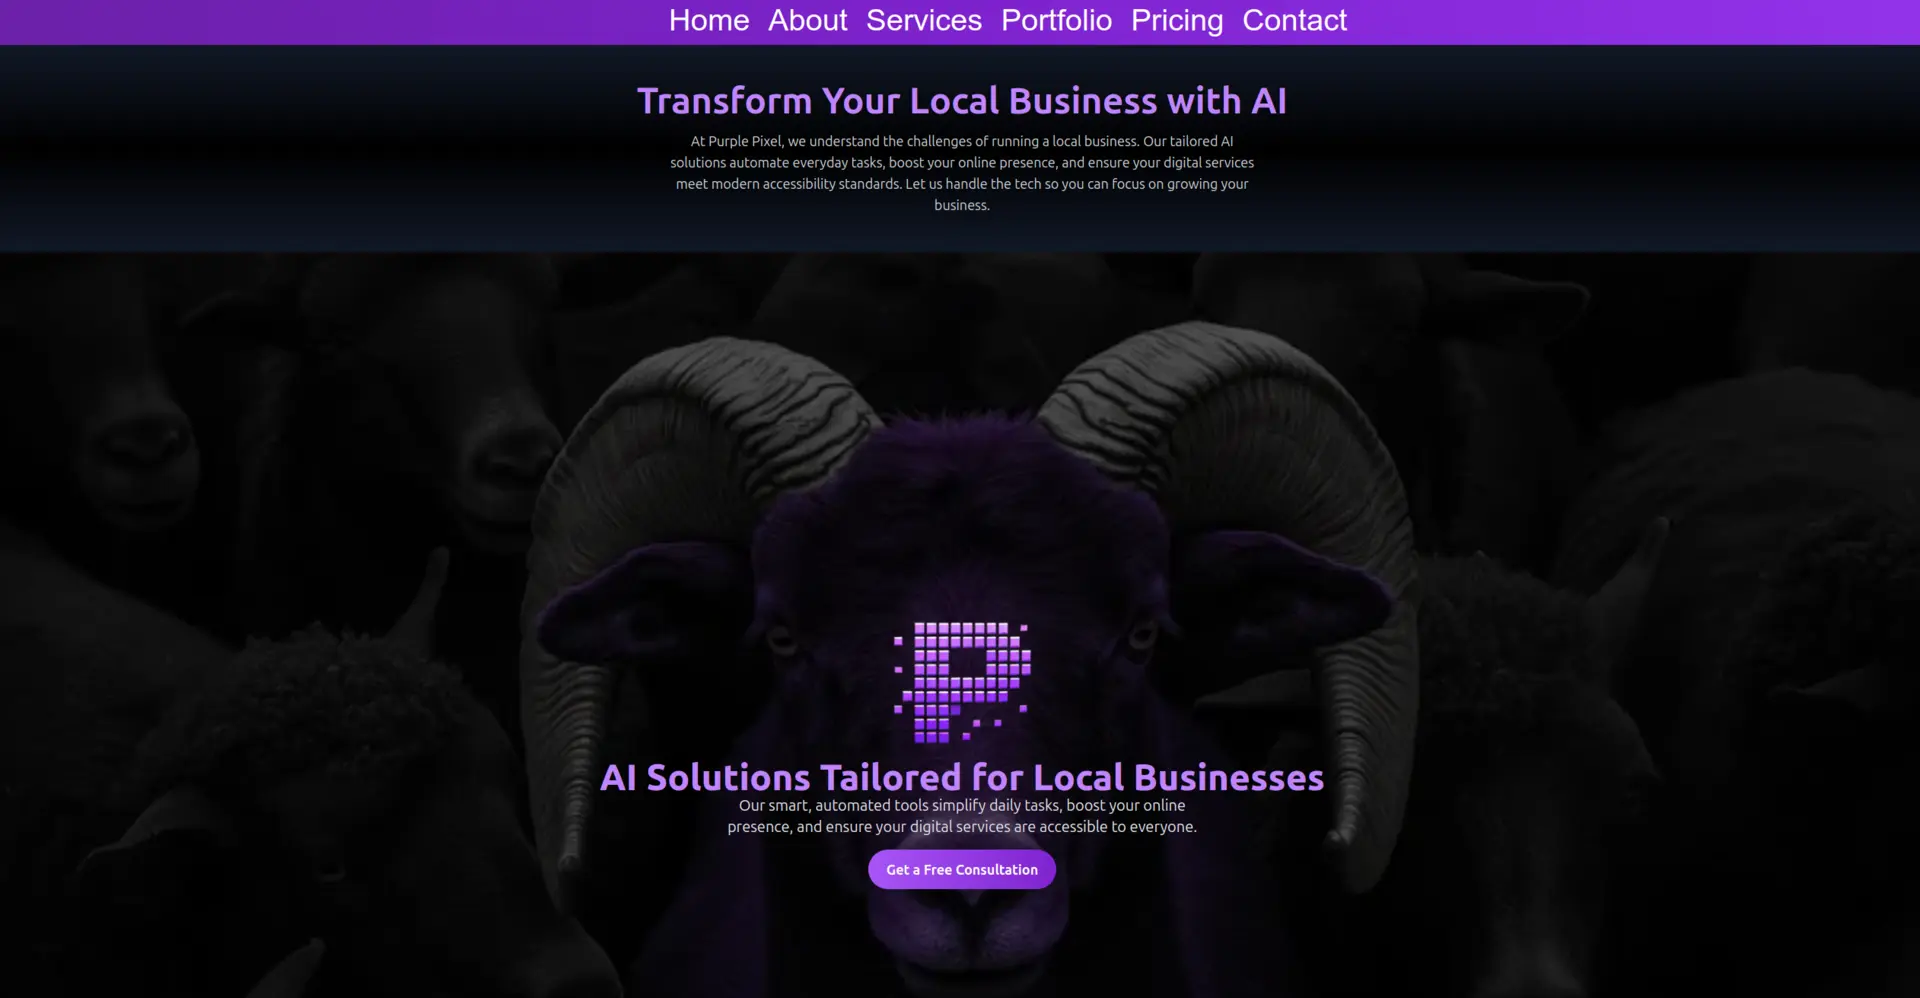 Home About Services Portfolio Pricing Contact
Transform Your Local Business with AI
At Purple Pixel, we understand the challenges of running a local business. Our tailored AI
solutions automate everyday tasks, boost your online presence, and ensure your digital services
meet modern accessibility standards. Let us handle the tech so you can focus on growing your
business.
P
AI Solutions Tailored for Local Businesses
Our smart, automated tools simplify daily tasks, boost your online
presence, and ensure your digital services are accessible to everyone.
Get a Free Consultation